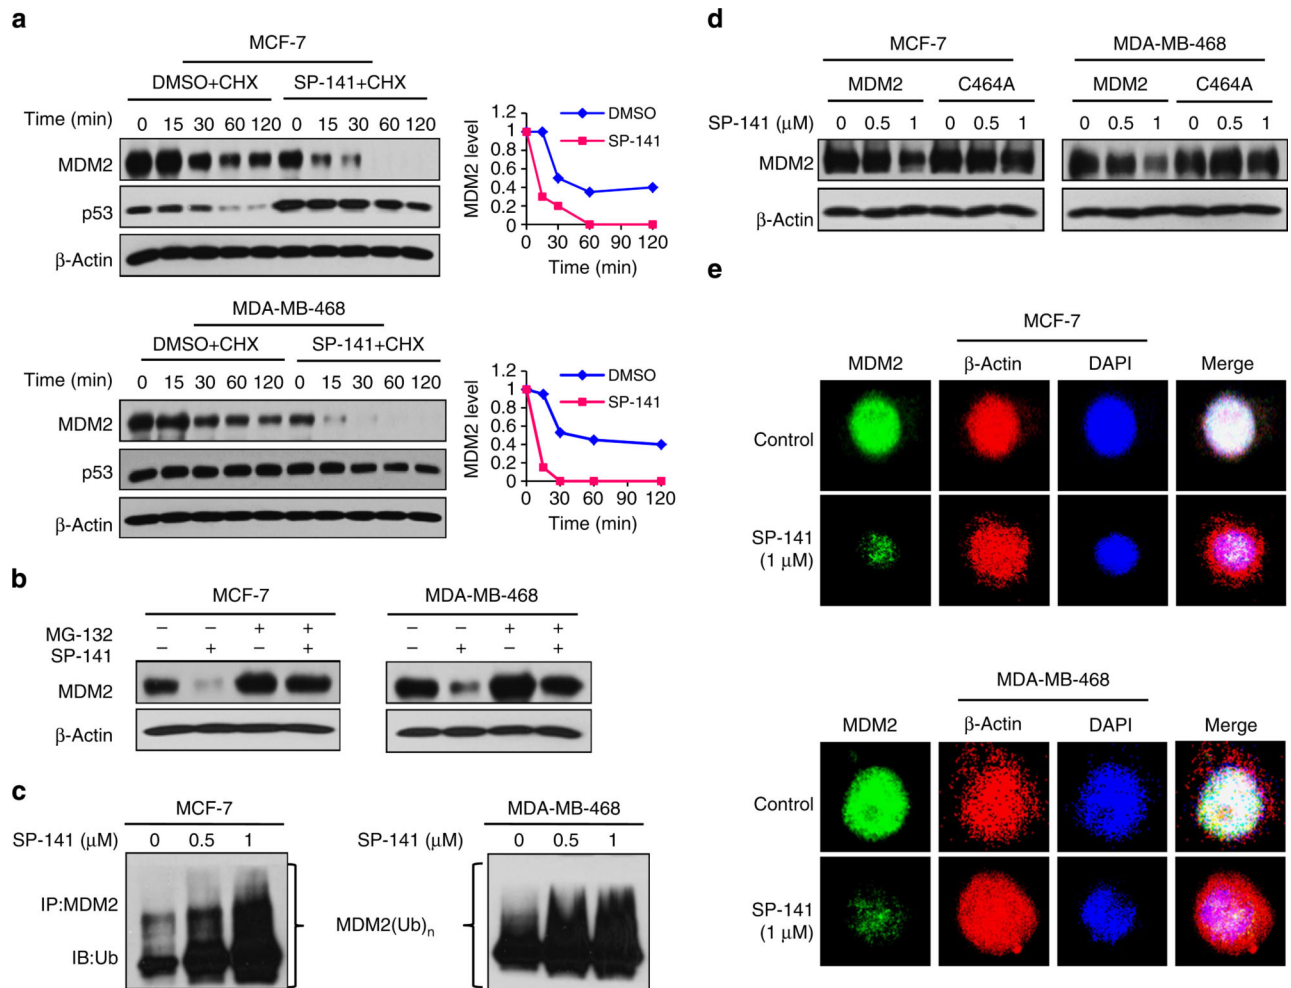 a
MCF-7
DMSO+CHX SP-141+CHX
Time (min) 0 15 30 60 120 0 15 30 60 120
MDM2
p53
β-Actin
1.2
1
0.8
0.6
0.4
0.2
0
MDM2 level
DMSO
SP-141
0 30 60 90 120
Time (min)
MDA-MB-468
DMSO+CHX SP-141+CHX
Time (min) 0 15 30 60 120 0 15 30 60 120
MDM2
p53
β-Actin
1.2
1
0.8
0.6
0.4
0.2
0
MDM2 level
DMSO
SP-141
0 30 60 90 120
Time (min)
b
MCF-7 MDA-MB-468
MG-132 – – + + – – + +
SP-141 – + – + – + – +
MDM2
β-Actin
c
MCF-7 MDA-MB-468
SP-141 (μM) 0 0.5 1 SP-141 (μM) 0 0.5 1
IP:MDM2
IB:Ub
MDM2(Ub)n
d
MCF-7 MDA-MB-468
MDM2 C464A MDM2 C464A
SP-141 (μM) 0 0.5 1 0 0.5 1 0 0.5 1 0 0.5 1
MDM2
β-Actin
e
MCF-7
MDM2 β-Actin DAPI Merge
Control
SP-141
(1 μM)
MDA-MB-468
MDM2 β-Actin DAPI Merge
Control
SP-141
(1 μM)